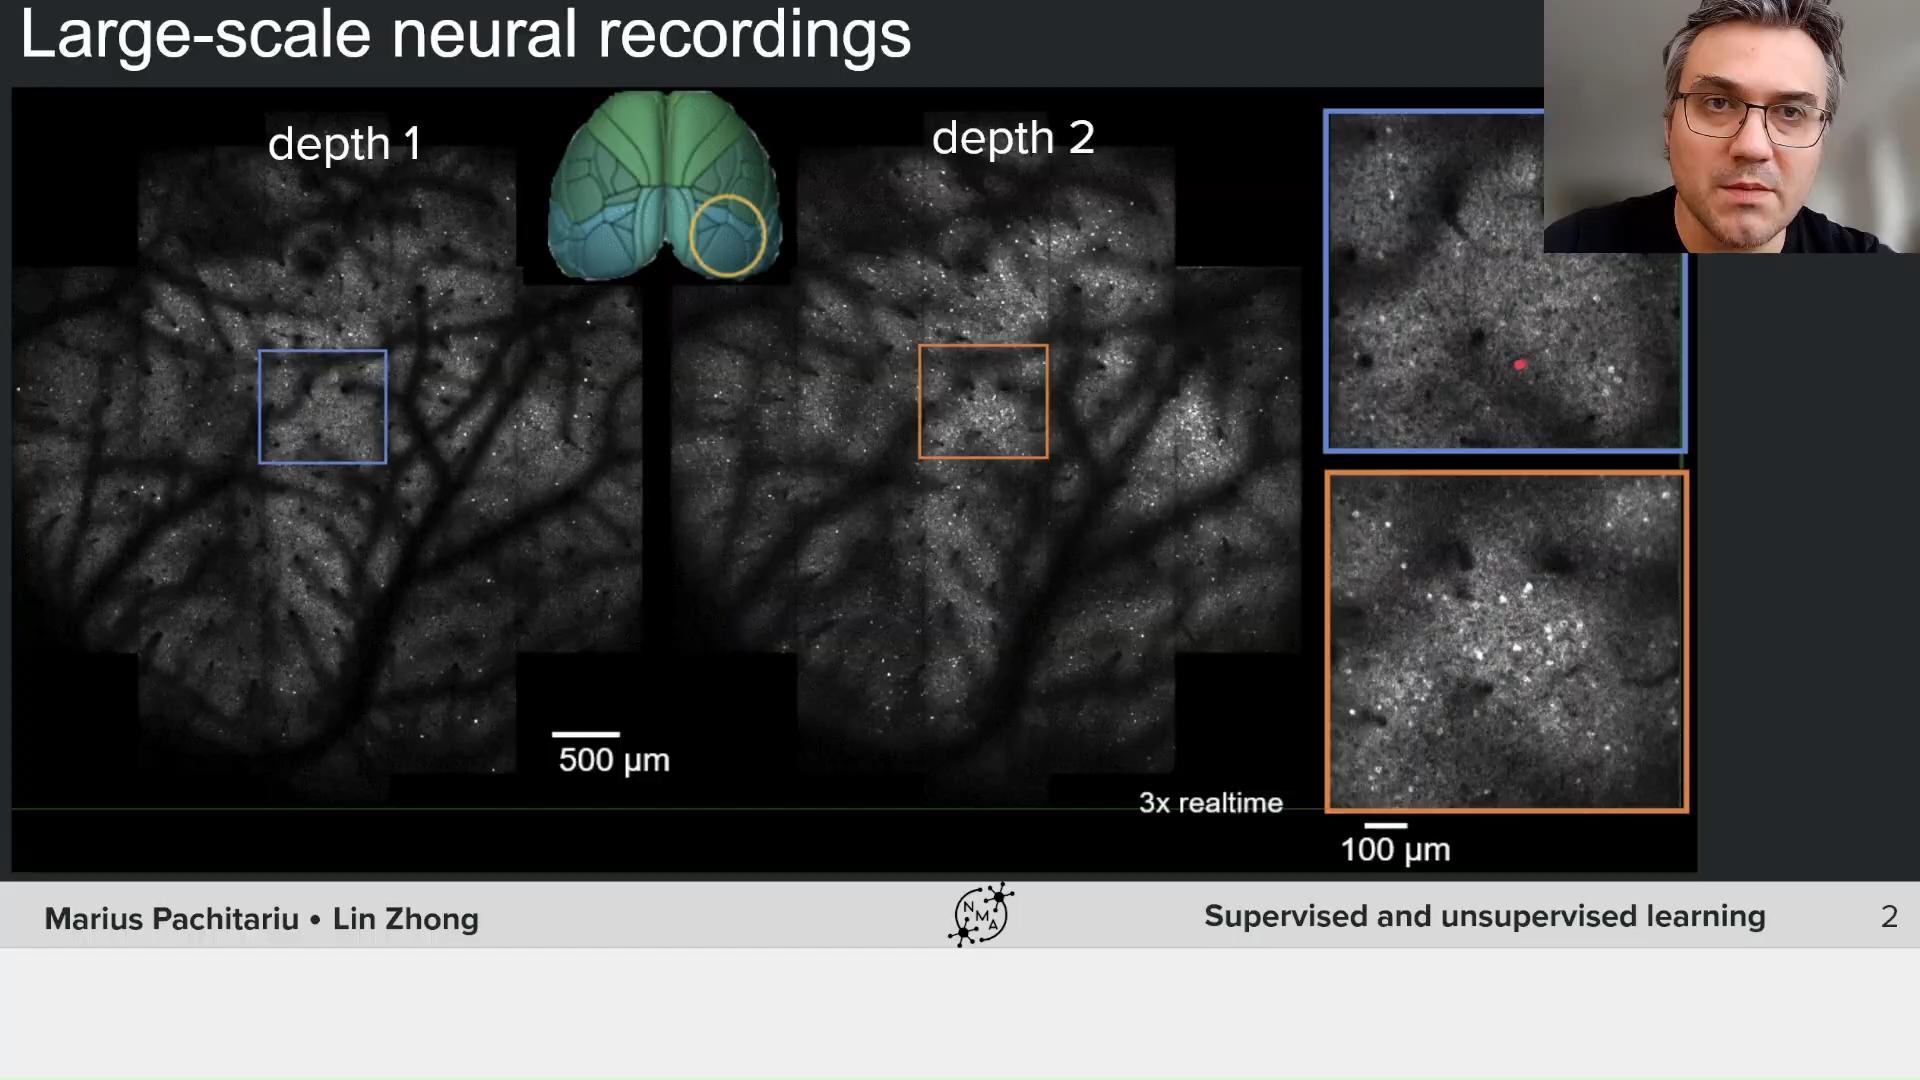 Large-scale neural recordings
depth 1
depth 2
500 µm
3x realtime
100 µm
Marius Pachitariu • Lin Zhong
N
M
A
Supervised and unsupervised learning
2